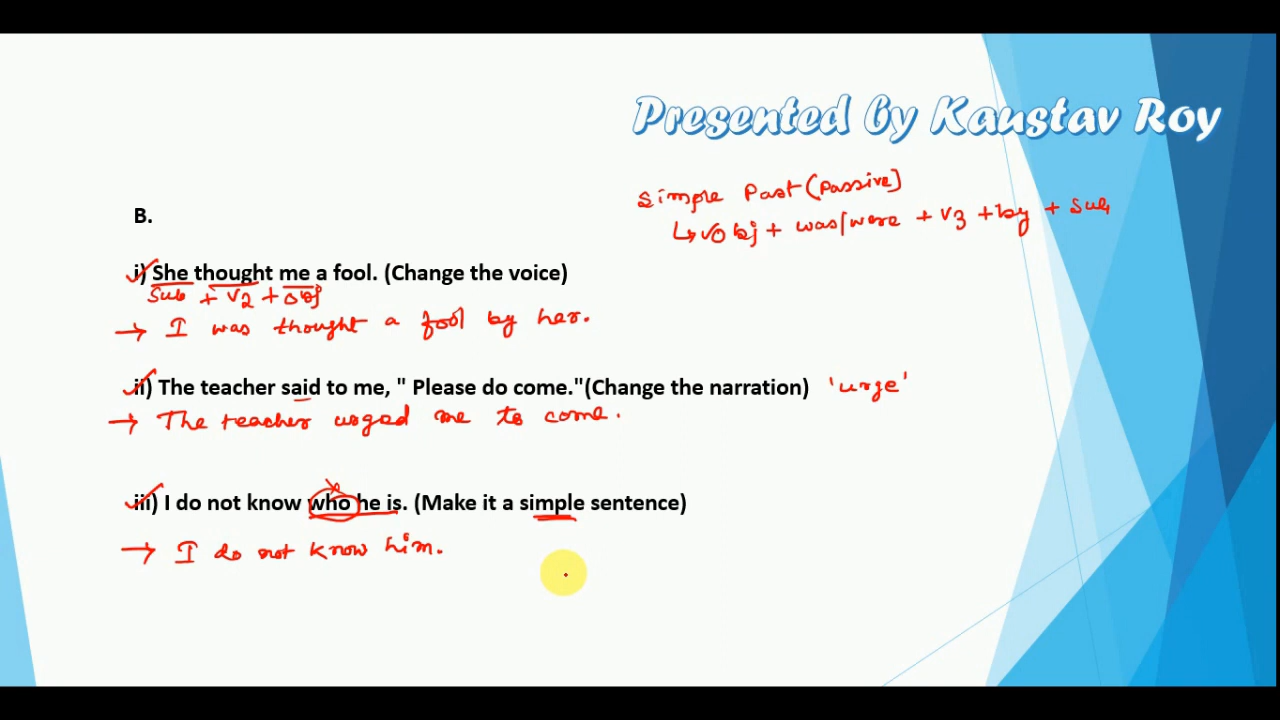 Presented by Kaustav Roy
Simple Past (Passive)
↳ Obj + was/were + V3 + by + Sub
B.
i) She thought me a fool. (Change the voice)
Sub + V2 + Obj
→ I was thought a fool by her.
ii) The teacher said to me, " Please do come."(Change the narration) 'urge'
→ The teacher urged me to come.
iii) I do not know who he is. (Make it a simple sentence)
→ I do not know him.